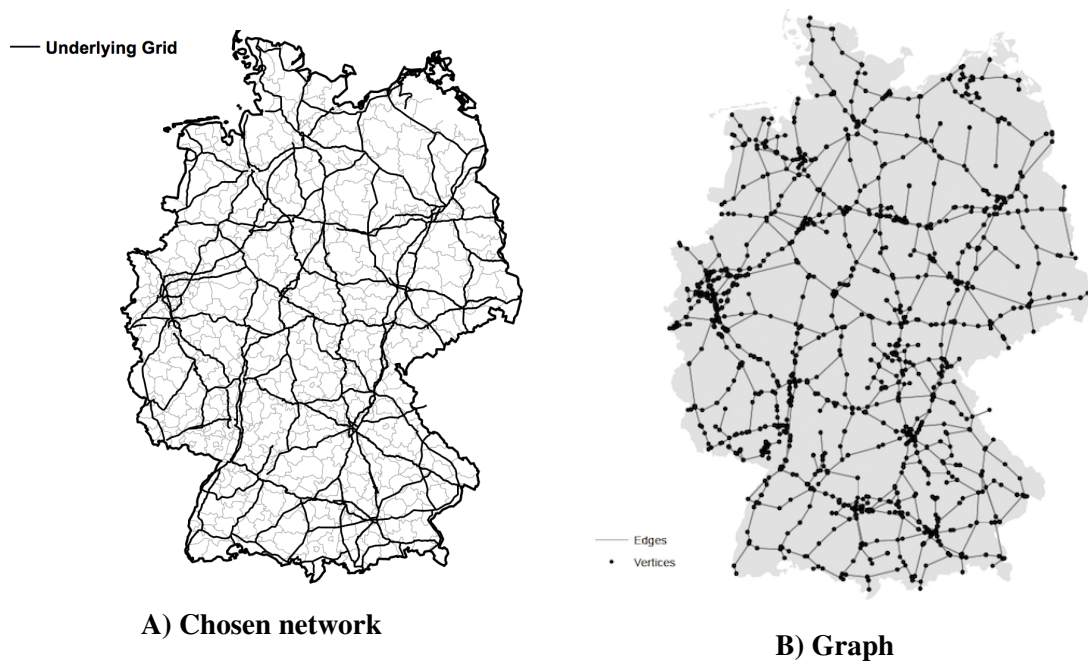 Underlying Grid
Edges
Vertices
A) Chosen network
B) Graph